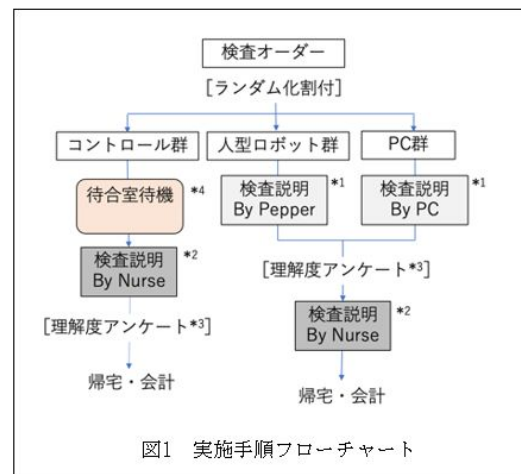 検査オーダー
[ランダム化割付]
コントロール群
人型ロボット群
PC群
待合室待機
*4
検査説明
By Pepper
*1
検査説明
By PC
*1
検査説明
By Nurse
*2
[理解度アンケート*3]
[理解度アンケート*3]
検査説明
By Nurse
*2
帰宅・会計
帰宅・会計
図1 実施手順フローチャート